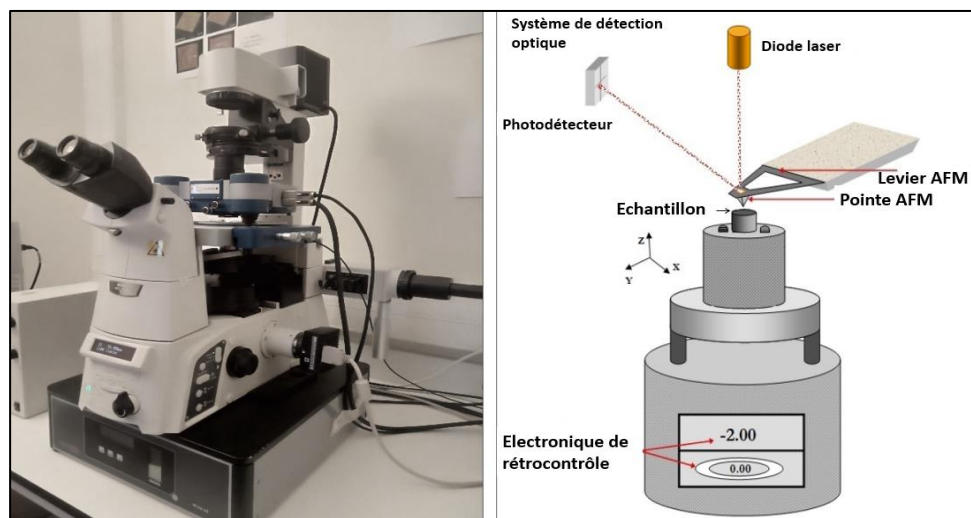 Système de détection
optique
Diode laser
Photodétecteur
Levier AFM
Pointe AFM
Echantillon
Z
X
Y
Electronique de
rétrocontrôle
-2.00
0.00